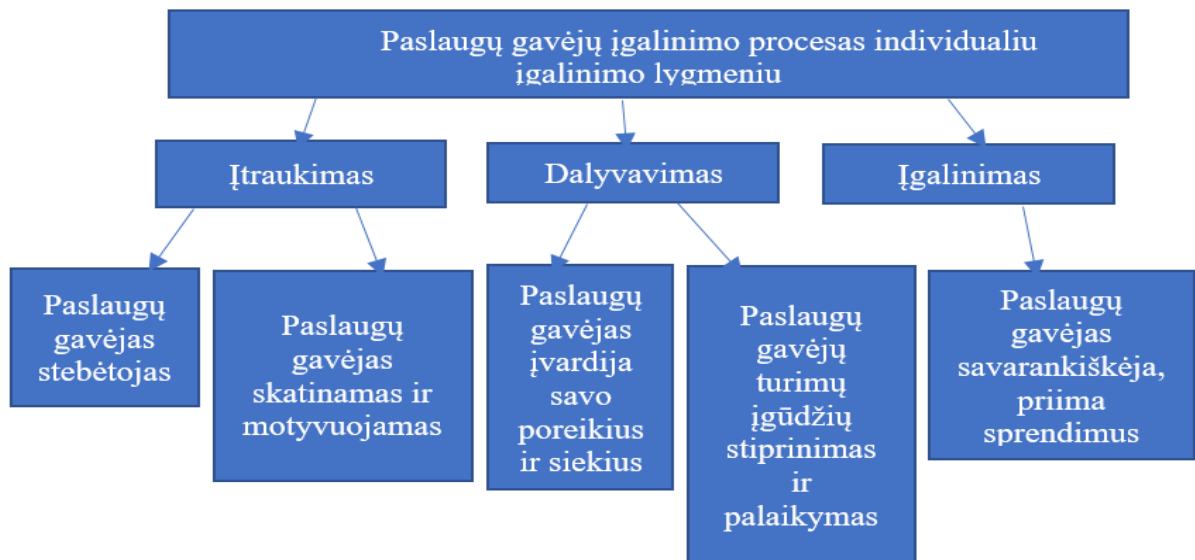 Paslaugų gavėjų įgalinimo procesas individualiu
įgalinimo lygmeniu
Įtraukimas
Dalyvavimas
Įgalinimas
Paslaugų
gavėjas
stebėtojas
Paslaugų
gavėjas
skatinamas ir
motyvuojamas
Paslaugų
gavėjas
įvardija
savo
poreikius
ir siekius
Paslaugų
gavėjų
turimų
įgūdžių
stiprinimas
ir
palaikymas
Paslaugų
gavėjas
savarankiškėja,
priima
sprendimus